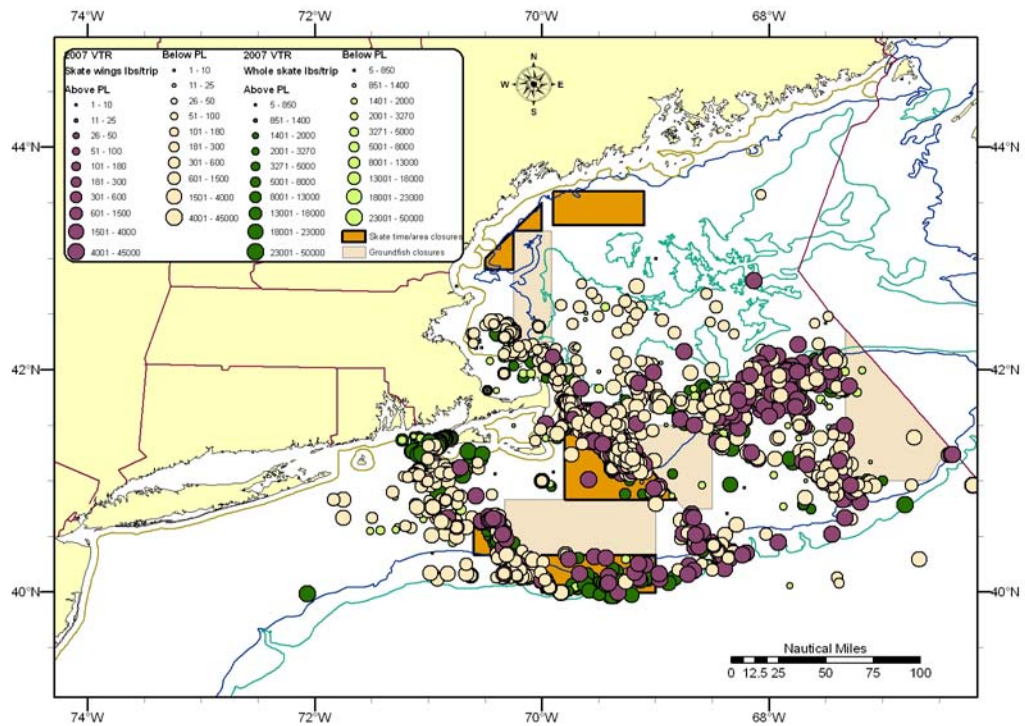 74°W 72°W 70°W 68°W
2007 VTR
Skate wings lbs/trip
Above PL
1 - 10
11 - 25
26 - 50
51 - 100
101 - 180
181 - 300
301 - 600
601 - 1500
1501 - 4000
4001 - 45000
Below PL
1 - 10
11 - 25
26 - 50
51 - 100
101 - 180
181 - 300
301 - 600
601 - 1500
1501 - 4000
4001 - 45000
2007 VTR
Whole skate lbs/trip
Above PL
5 - 850
851 - 1400
1401 - 2000
2001 - 3270
3271 - 5000
5001 - 8000
8001 - 13000
13001 - 18000
18001 - 23000
23001 - 50000
Below PL
5 - 850
851 - 1400
1401 - 2000
2001 - 3270
3271 - 5000
5001 - 8000
8001 - 13000
13001 - 18000
18001 - 23000
23001 - 50000
Skate time/area closures
Groundfish closures
N
W E
S
44°N 44°N
42°N 42°N
40°N 40°N
Nautical Miles
0 12.5 25 50 75 100
74°W 72°W 70°W 68°W